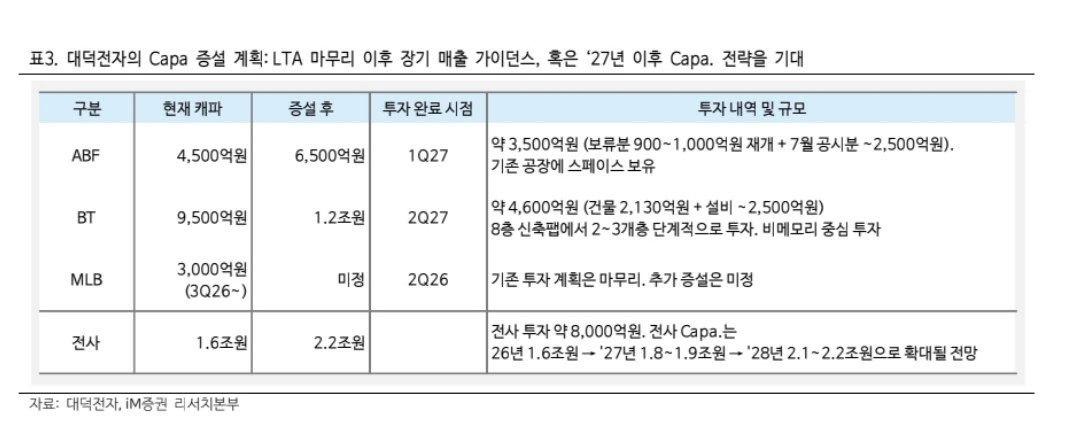 표3. 대덕전자의 Capa 증설 계획: LTA 마무리 이후 장기 매출 가이던스, 혹은 ‘27년 이후 Capa. 전략을 기대
구분 현재 캐파 증설 후 투자 완료 시점 투자 내역 및 규모
ABF 4,500억원 6,500억원 1Q27 약 3,500억원 (보류분 900~1,000억원 재개 + 7월 공시분 ~2,500억원).
기존 공장에 스페이스 보유
BT 9,500억원 1.2조원 2Q27 약 4,600억원 (건물 2,130억원 + 설비 ~2,500억원)
8층 신축팹에서 2~3개층 단계적으로 투자. 비메모리 중심 투자
MLB 3,000억원 미정 2Q26 기존 투자 계획은 마무리. 추가 증설은 미정
(3Q26~)
전사 1.6조원 2.2조원 전사 투자 약 8,000억원. 전사 Capa.는
26년 1.6조원 → '27년 1.8~1.9조원 → '28년 2.1~2.2조원으로 확대될 전망
자료: 대덕전자, iM증권 리서치본부